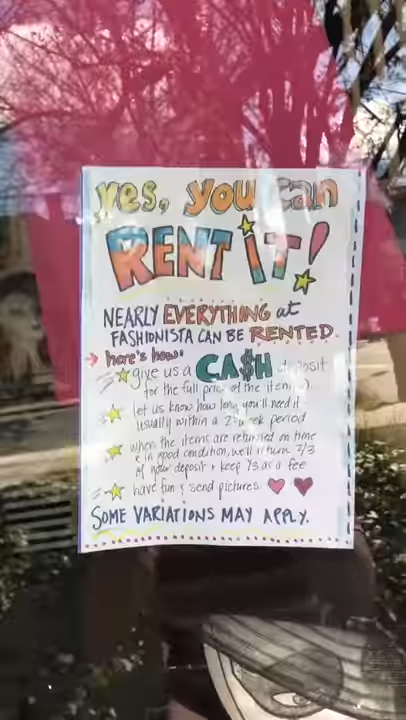 yes, you can
RENT iT!
NEARLY EVERYTHING at
FASHIONISTA CAN BE RENTED.
here's how:
give us a CA$H deposit
for the full price of the item(s).
let us know how long you'll need it
usually within a 2-week period
when the items are returned on time
& in good condition, we'll return 2/3
of your deposit + keep 1/3 as a fee
have fun & send pictures
SOME VARIATIONS MAY APPLY.